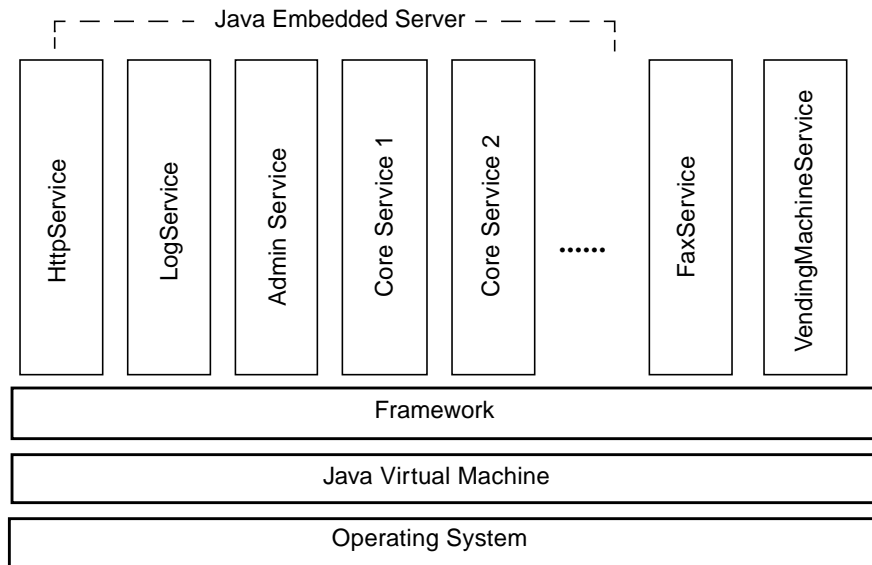 Java Embedded Server
HttpService
LogService
Admin Service
Core Service 1
Core Service 2
......
FaxService
VendingMachineService
Framework
Java Virtual Machine
Operating System